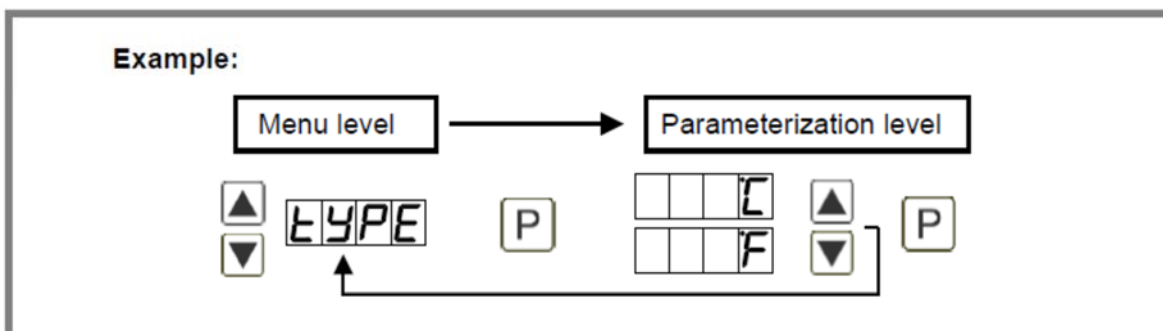 Example:
Menu level
Parameterization level
tYPE
P
°C
°F
P